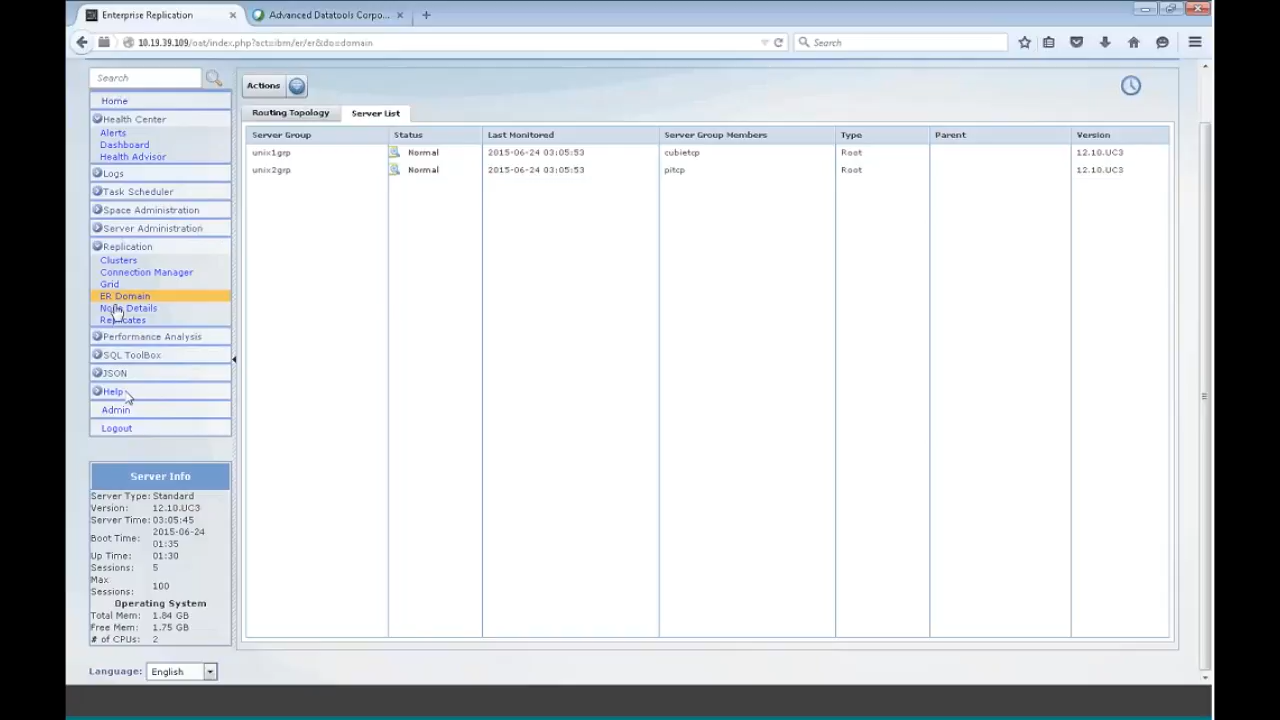 Enterprise Replication
Advanced Datatools Corpo...
10.19.39.109/oat/index.php?act=ibm/er/er&do=domain
Search
Search
Home
Health Center
Alerts
Dashboard
Health Advisor
Logs
Task Scheduler
Space Administration
Server Administration
Replication
Clusters
Connection Manager
Grid
ER Domain
Node Details
Replicates
Performance Analysis
SQL ToolBox
JSON
Help
Admin
Logout
Server Info
Server Type: Standard
Version: 12.10.UC3
Server Time: 03:05:45
Boot Time: 2015-06-24 01:35
Up Time: 01:30
Sessions: 5
Max Sessions: 100
Operating System
Total Mem: 1.84 GB
Free Mem: 1.75 GB
# of CPUs: 2
Language: English
Actions
Routing Topology Server List
Server Group Status Last Monitored Server Group Members Type Parent Version
unix1grp Normal 2015-06-24 03:05:53 cubietcp Root 12.10.UC3
unix2grp Normal 2015-06-24 03:05:53 pitcp Root 12.10.UC3